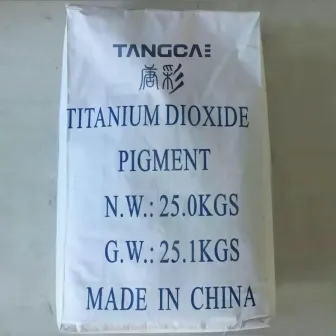 TANGCAI
唐彩
TITANIUM DIOXIDE
PIGMENT
N.W.: 25.0KGS
G.W.: 25.1KGS
MADE IN CHINA